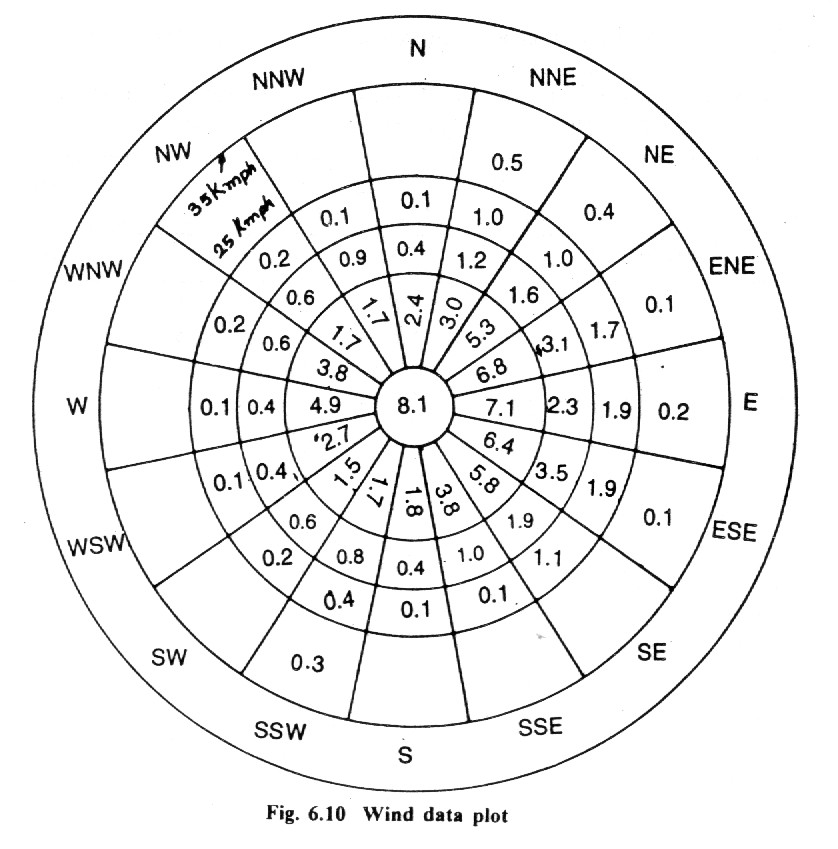 N
NNW
NNE
NW
NE
35 Kmph
25 Kmph
0.5
0.4
0.1
0.1
1.0
0.2
0.9
0.4
1.2
1.0
WNW
ENE
0.2
0.6
1.7
1.7
2.4
3.0
5.3
1.6
1.7
0.1
0.6
3.8
6.8
3.1
W
0.1
0.4
4.9
8.1
7.1
2.3
1.9
0.2
E
0.1
0.4
2.7
6.4
3.5
1.9
0.1
1.5
1.7
1.8
3.8
5.8
WSW
ESE
0.2
0.6
0.8
0.4
1.0
1.9
1.1
0.4
0.1
0.1
0.3
SW
SE
SSW
S
SSE
Fig. 6.10 Wind data plot